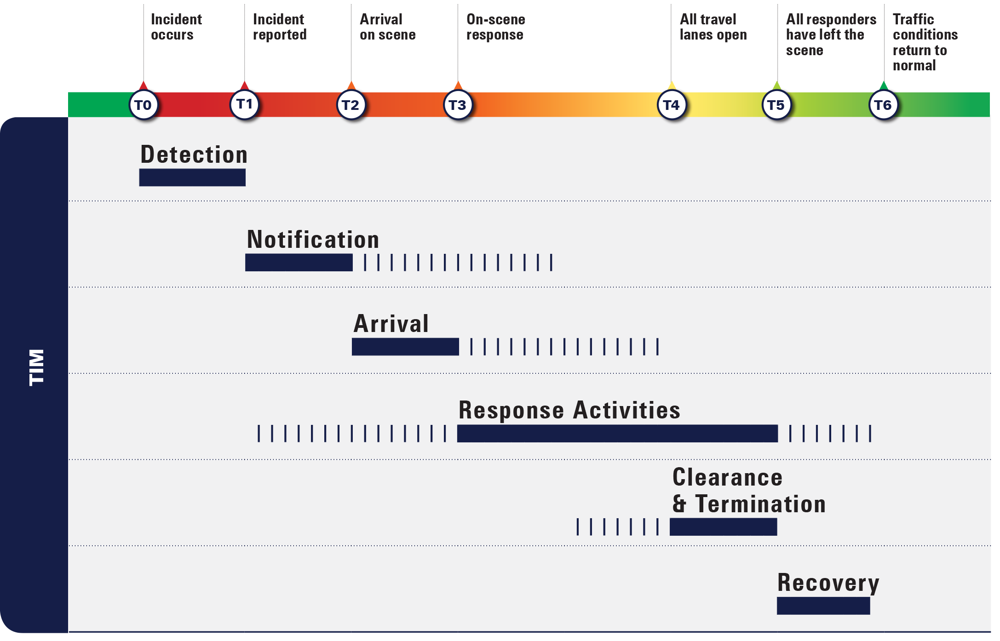 Incident
occurs
Incident
reported
Arrival
on scene
On-scene
response
All travel
lanes open
All responders
have left the
scene
Traffic
conditions
return to
normal
T0
T1
T2
T3
T4
T5
T6
TIM
Detection
Notification
Arrival
Response Activities
Clearance
& Termination
Recovery